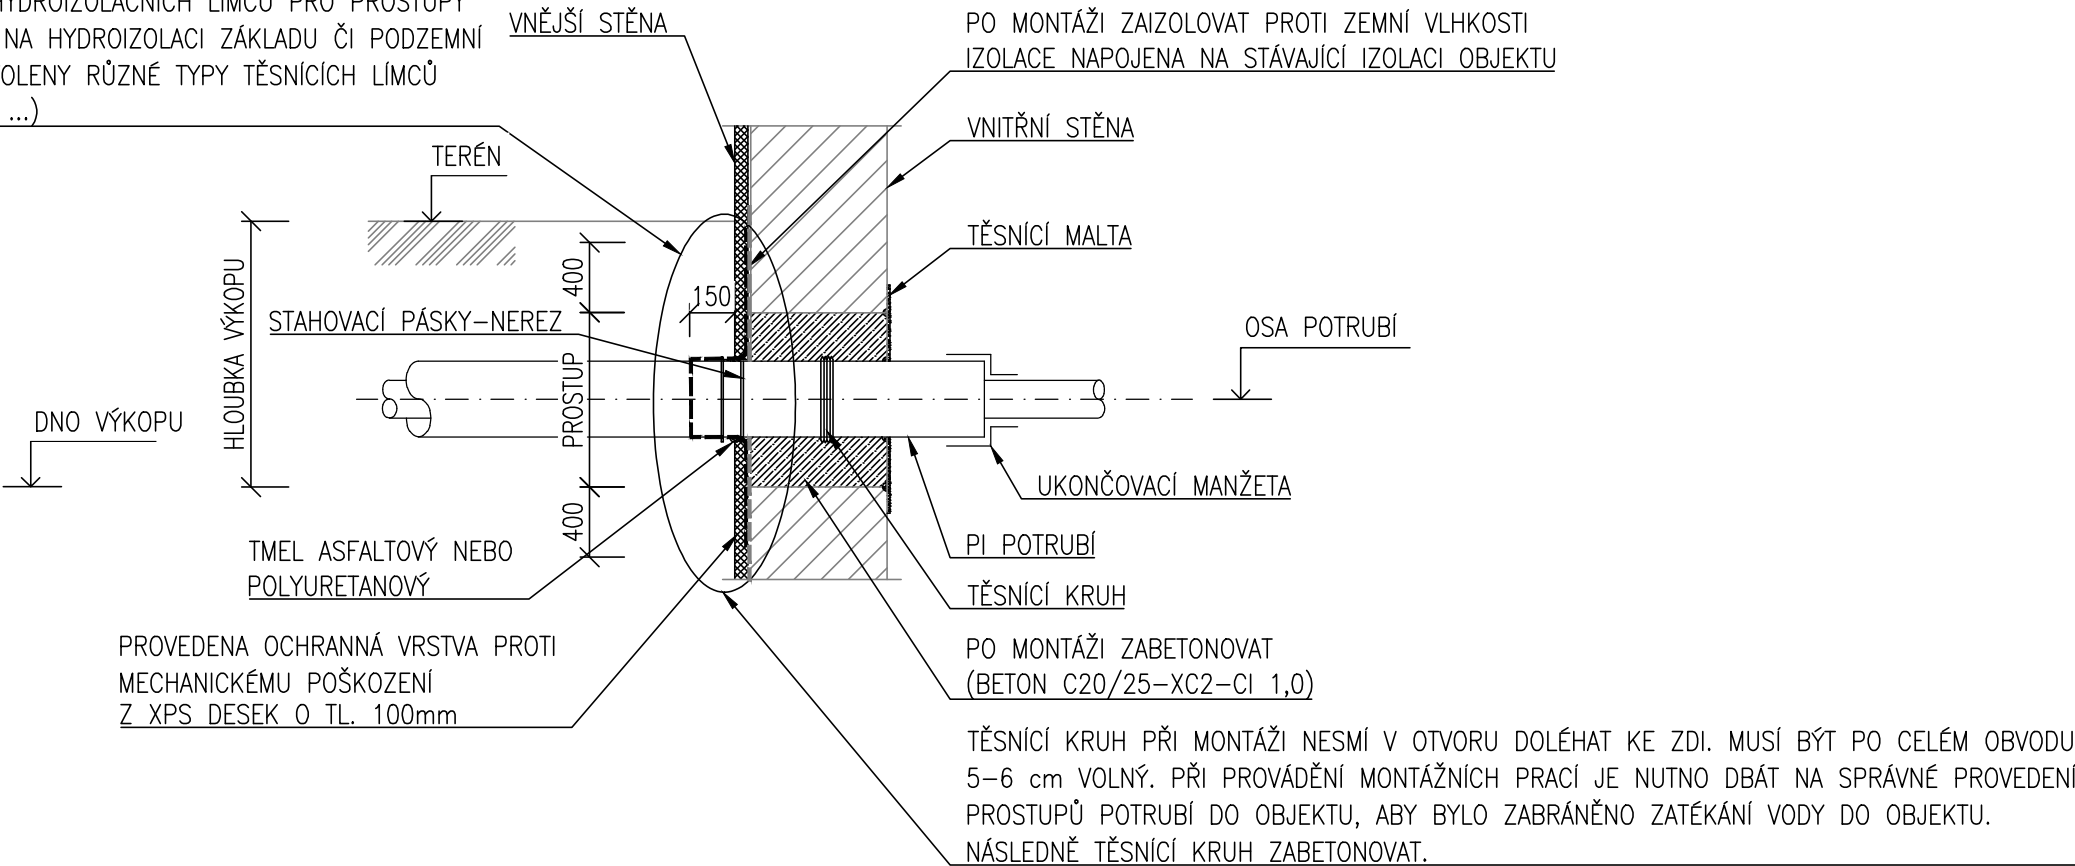 HYDROIZOLAČNÍCH LÍMCŮ PRO PROSTUPY
NA HYDROIZOLACI ZÁKLADU ČI PODZEMNÍ
OLENY RŮZNÉ TYPY TĚSNÍCÍCH LÍMCŮ
...)
VNĚJŠÍ STĚNA
PO MONTÁŽI ZAIZOLOVAT PROTI ZEMNÍ VLHKOSTI
IZOLACE NAPOJENA NA STÁVAJÍCÍ IZOLACI OBJEKTU
VNITŘNÍ STĚNA
TERÉN
TĚSNÍCÍ MALTA
HLOUBKA VÝKOPU
400
150
STAHOVACÍ PÁSKY-NEREZ
OSA POTRUBÍ
PROSTUP
DNO VÝKOPU
UKONČOVACÍ MANŽETA
400
TMEL ASFALTOVÝ NEBO
POLYURETANOVÝ
PI POTRUBÍ
TĚSNÍCÍ KRUH
PROVEDENA OCHRANNÁ VRSTVA PROTI
MECHANICKÉMU POŠKOZENÍ
Z XPS DESEK O TL. 100mm
PO MONTÁŽI ZABETONOVAT
(BETON C20/25-XC2-CI 1,0)
TĚSNÍCÍ KRUH PŘI MONTÁŽI NESMÍ V OTVORU DOLÉHAT KE ZDI. MUSÍ BÝT PO CELÉM OBVODU
5-6 cm VOLNÝ. PŘI PROVÁDĚNÍ MONTÁŽNÍCH PRACÍ JE NUTNO DBÁT NA SPRÁVNÉ PROVEDENÍ
PROSTUPŮ POTRUBÍ DO OBJEKTU, ABY BYLO ZABRÁNĚNO ZATÉKÁNÍ VODY DO OBJEKTU.
NÁSLEDNĚ TĚSNÍCÍ KRUH ZABETONOVAT.